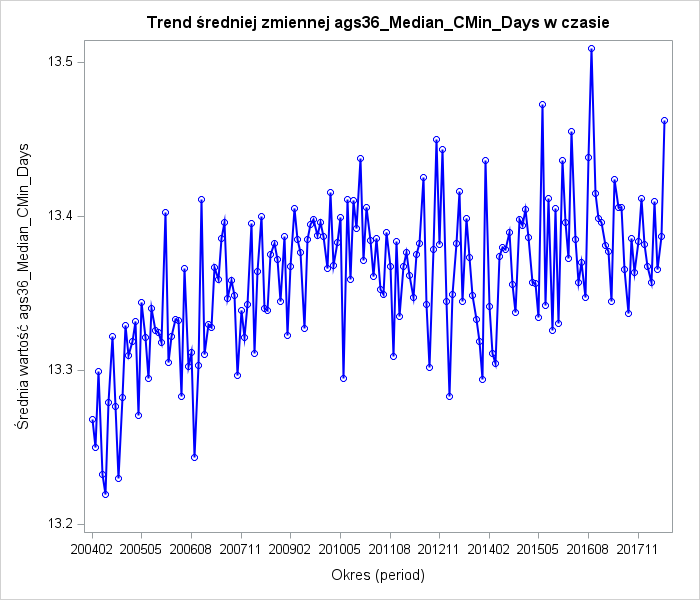 Trend średniej zmiennej ags36_Median_CMin_Days w czasie
Średnia wartość ags36_Median_CMin_Days
13.5
13.4
13.3
13.2
200402 200505 200608 200711 200902 201005 201108 201211 201402 201505 201608 201711
Okres (period)